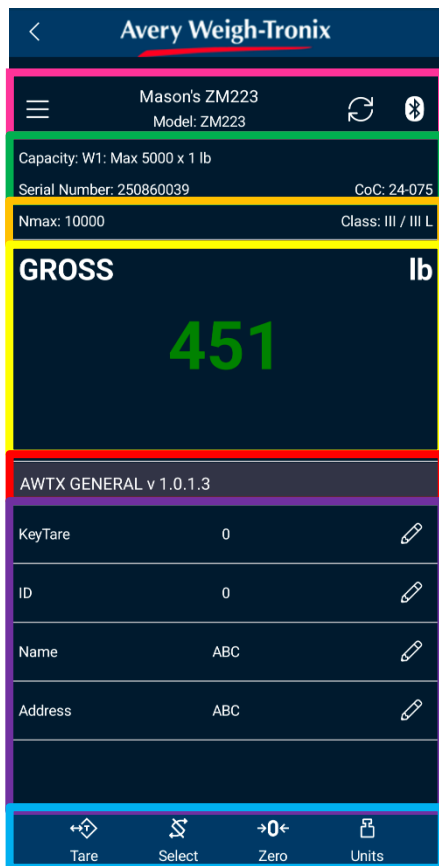 Avery Weigh-Tronix
Mason's ZM223
Model: ZM223
Capacity: W1: Max 5000 x 1 lb
Serial Number: 250860039 CoC: 24-075
Nmax: 10000 Class: III / III L
GROSS lb
451
AWTX GENERAL v 1.0.1.3
KeyTare 0
ID 0
Name ABC
Address ABC
T →0←
Tare Select Zero Units